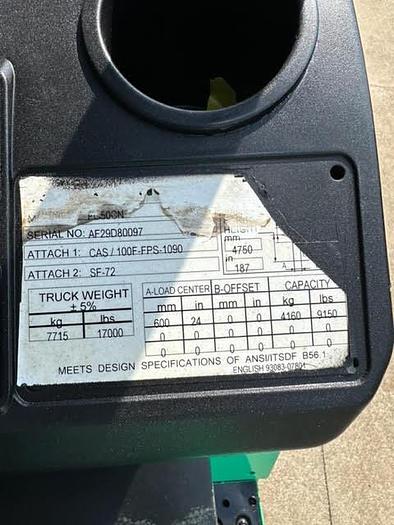 SERIAL NO: AF29D80097
ATTACH 1: CAS / 100F-FPS-1090
ATTACH 2: SF-72
HEIGHT
mm
4750
in
187
A
TRUCK WEIGHT
± 5%
kg lbs
7715 17000
A-LOAD CENTER B-OFFSET CAPACITY
mm in mm in kg lbs
600 24 0 0 4160 9150
0 0 0 0 0 0
0 0 0 0 0 0
MEETS DESIGN SPECIFICATIONS OF ANSI/ITSDF B56.1
ENGLISH 93083-07801